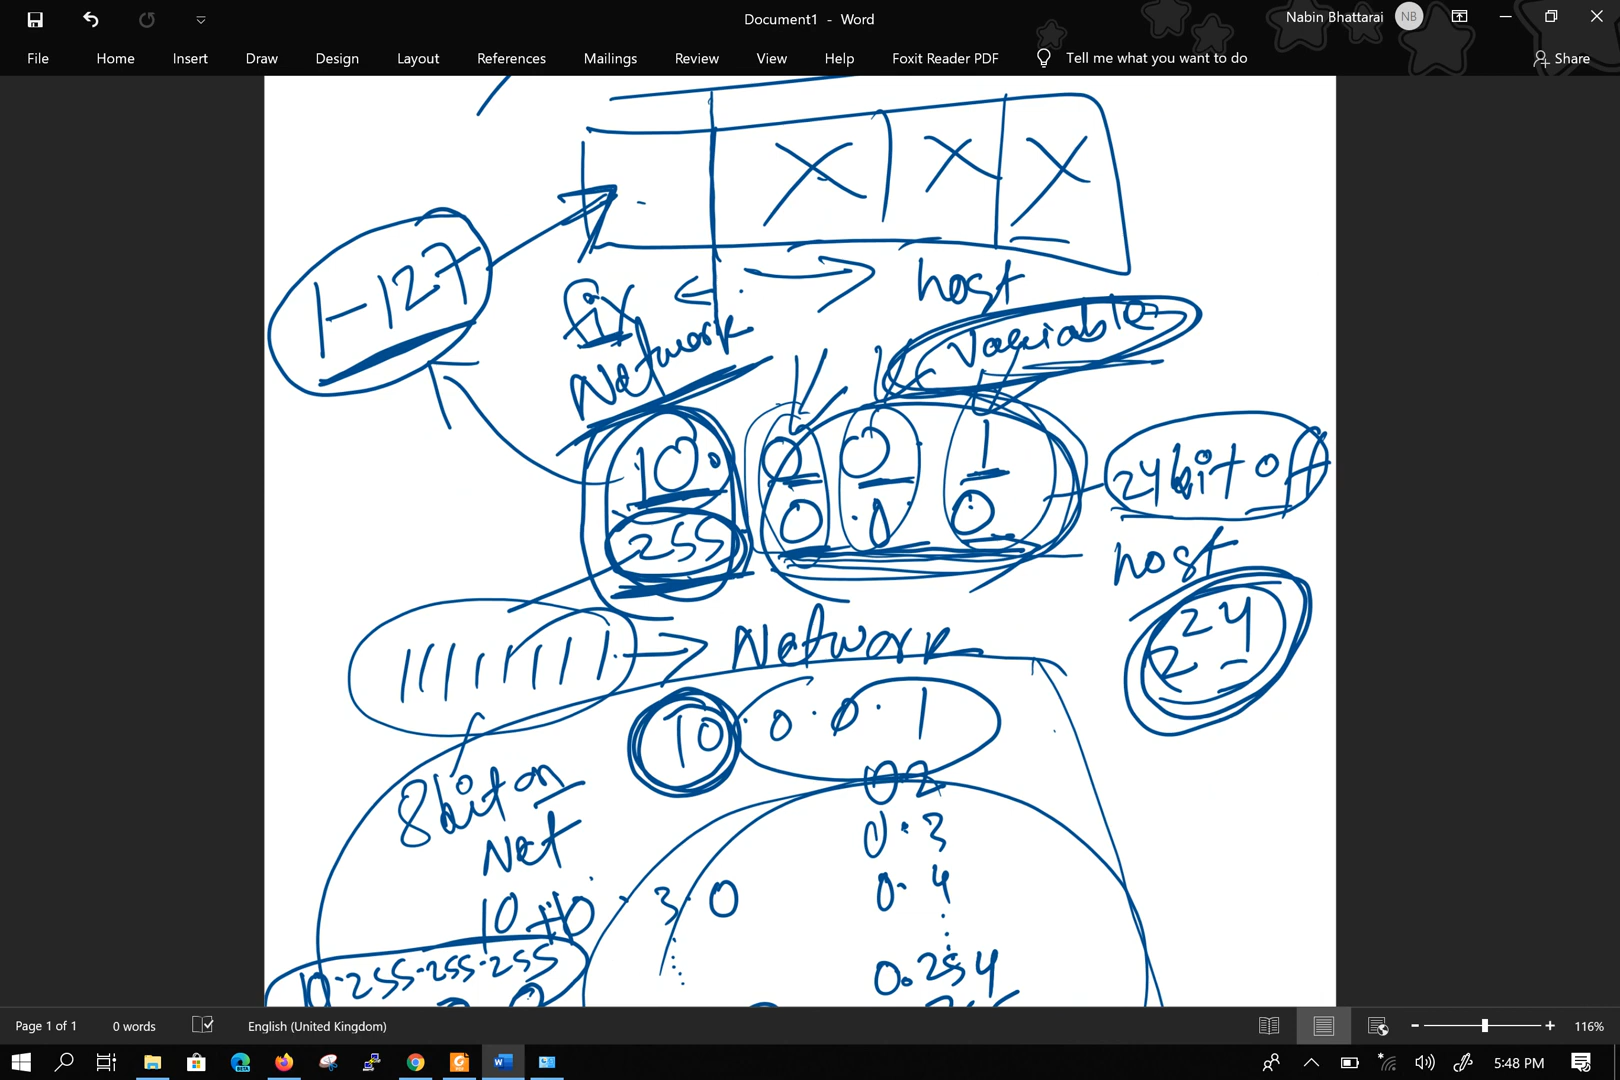 Document1 - Word
Nabin Bhattarai NB
File Home Insert Draw Design Layout References Mailings Review View Help Foxit Reader PDF Tell me what you want to do Share
X X X
1-127
fix
Network
host
Variable
10. 0 0 1
255 0 .0 0
24 bit off
host
2 24
11111111 → Network
10.0.0.1
8 bit on
Net
0 2
0.3
0.4
10
3.0
0.254
10.255.255.255
Page 1 of 1 0 words English (United Kingdom) 116%
5:48 PM